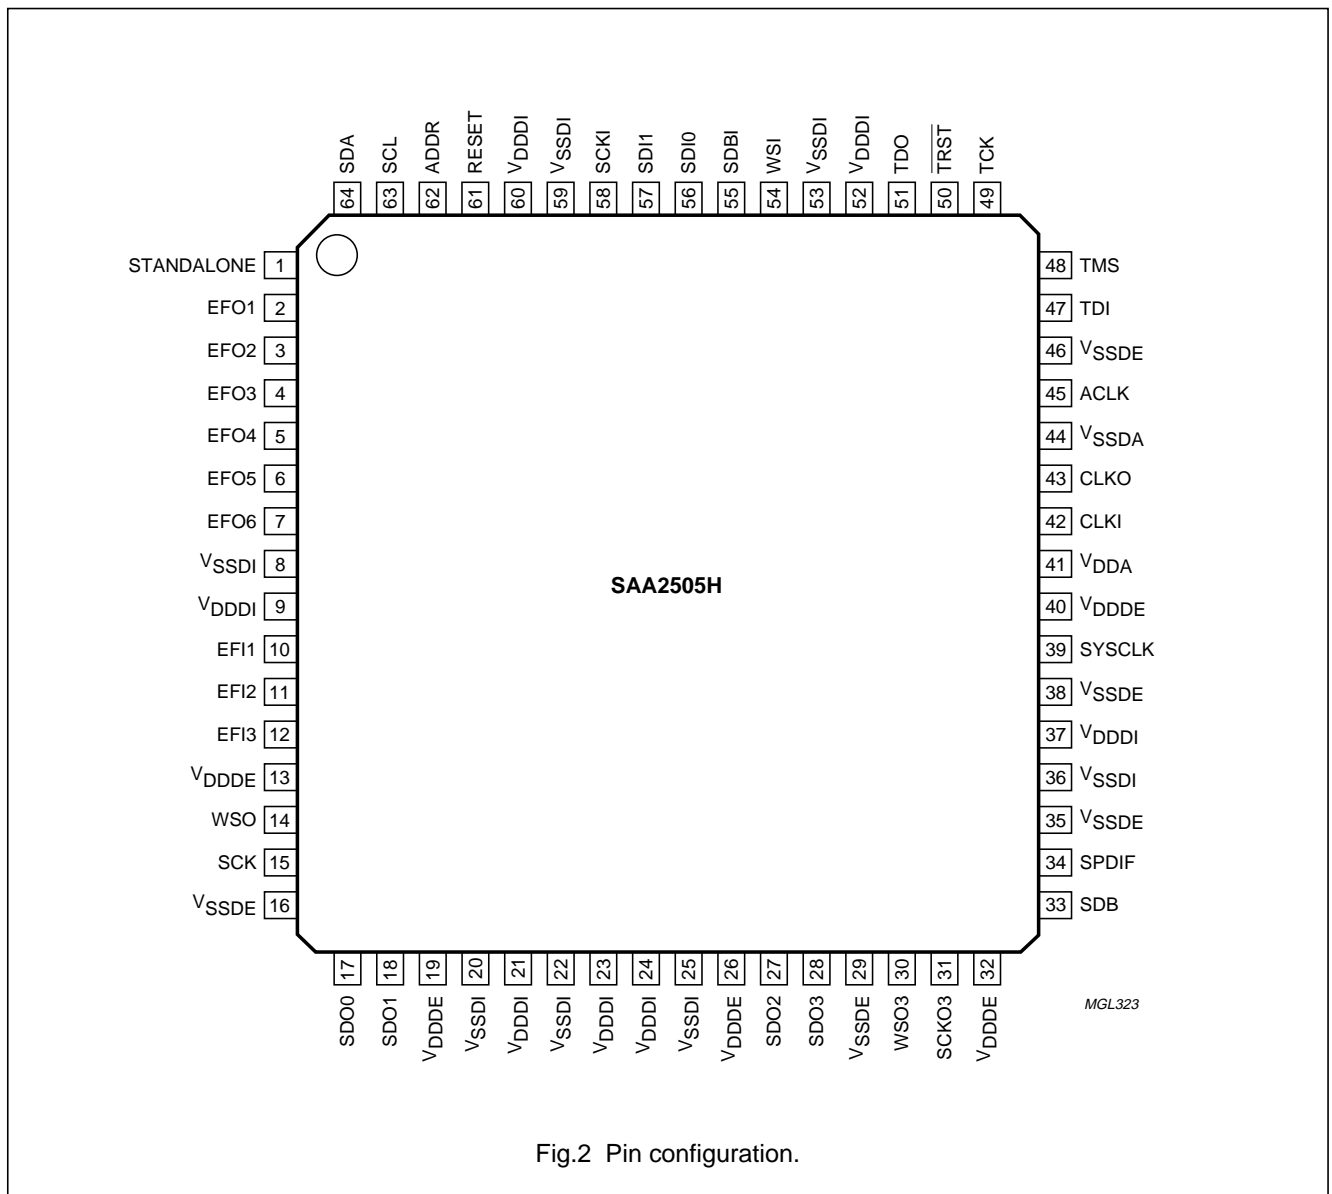 SDA
SCL
ADDR
RESET
VDDDI
VSSDI
SCKI
SDI1
SDI0
SDBI
WSI
VSSDI
VDDDI
TDO
TRST
TCK
64
63
62
61
60
59
58
57
56
55
54
53
52
51
50
49
STANDALONE 1
EFO1 2
EFO2 3
EFO3 4
EFO4 5
EFO5 6
EFO6 7
VSSDI 8
VDDDI 9
EFI1 10
EFI2 11
EFI3 12
VDDDE 13
WSO 14
SCK 15
VSSDE 16
SAA2505H
48 TMS
47 TDI
46 VSSDE
45 ACLK
44 VSSDA
43 CLKO
42 CLKI
41 VDDA
40 VDDDE
39 SYSCLK
38 VSSDE
37 VDDDI
36 VSSDI
35 VSSDE
34 SPDIF
33 SDB
17
18
19
20
21
22
23
24
25
26
27
28
29
30
31
32
SDO0
SDO1
VDDDE
VSSDI
VDDDI
VSSDI
VDDDI
VDDDI
VSSDI
VDDDE
SDO2
SDO3
VSSDE
WSO3
SCKO3
VDDDE
MGL323
Fig.2 Pin configuration.